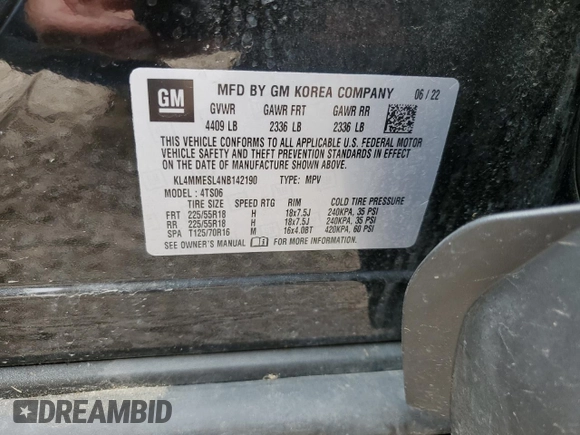 GM
MFD BY GM KOREA COMPANY 06 / 22
GVWR GAWR FRT GAWR RR
4409 LB 2336 LB 2336 LB
THIS VEHICLE CONFORMS TO ALL APPLICABLE U.S. FEDERAL MOTOR
VEHICLE SAFETY AND THEFT PREVENTION STANDARDS IN EFFECT
ON THE DATE OF MANUFACTURE SHOWN ABOVE.
KL4MMESL4NB142190 TYPE: MPV
MODEL : 4TS06
TIRE SIZE SPEED RTG RIM COLD TIRE PRESSURE
FRT 225/55R18 H 18x7.5J 240KPA, 35 PSI
RR 225/55R18 H 18x7.5J 240KPA, 35 PSI
SPA T125/70R16 M 16x4.0BT 420KPA, 60 PSI
SEE OWNER'S MANUAL FOR MORE INFORMATION
DREAMBID